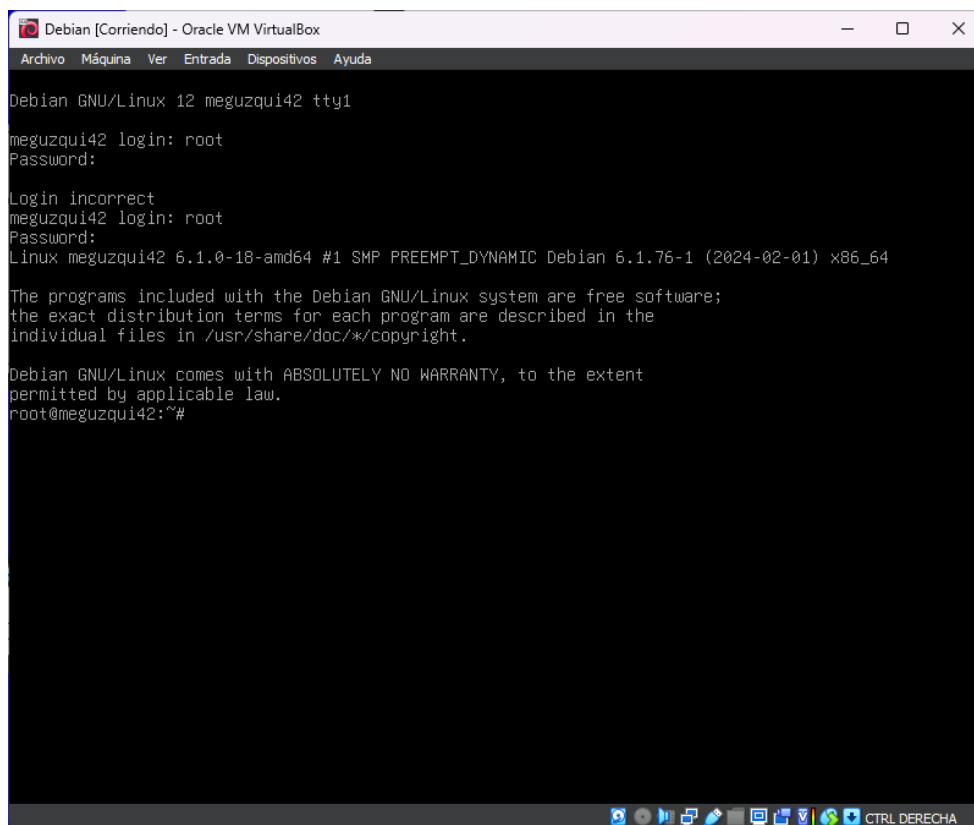 Debian [Corriendo] - Oracle VM VirtualBox
Archivo Máquina Ver Entrada Dispositivos Ayuda
Debian GNU/Linux 12 meguzqui42 tty1
meguzqui42 login: root
Password:
Login incorrect
meguzqui42 login: root
Password:
Linux meguzqui42 6.1.0-18-amd64 #1 SMP PREEMPT_DYNAMIC Debian 6.1.76-1 (2024-02-01) x86_64
The programs included with the Debian GNU/Linux system are free software;
the exact distribution terms for each program are described in the
individual files in /usr/share/doc/*/copyright.
Debian GNU/Linux comes with ABSOLUTELY NO WARRANTY, to the extent
permitted by applicable law.
root@meguzqui42:~#
CTRL DERECHA